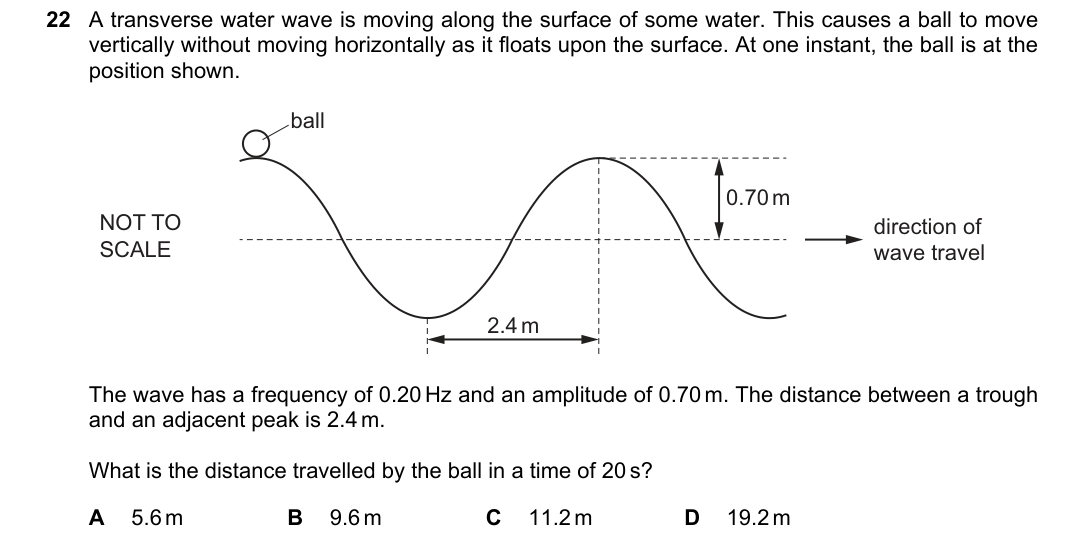 22 A transverse water wave is moving along the surface of some water. This causes a ball to move
vertically without moving horizontally as it floats upon the surface. At one instant, the ball is at the
position shown.
ball
0.70 m
NOT TO
SCALE
direction of
wave travel
2.4 m
The wave has a frequency of 0.20 Hz and an amplitude of 0.70 m. The distance between a trough
and an adjacent peak is 2.4 m.
What is the distance travelled by the ball in a time of 20 s?
A 5.6 m B 9.6 m C 11.2 m D 19.2 m